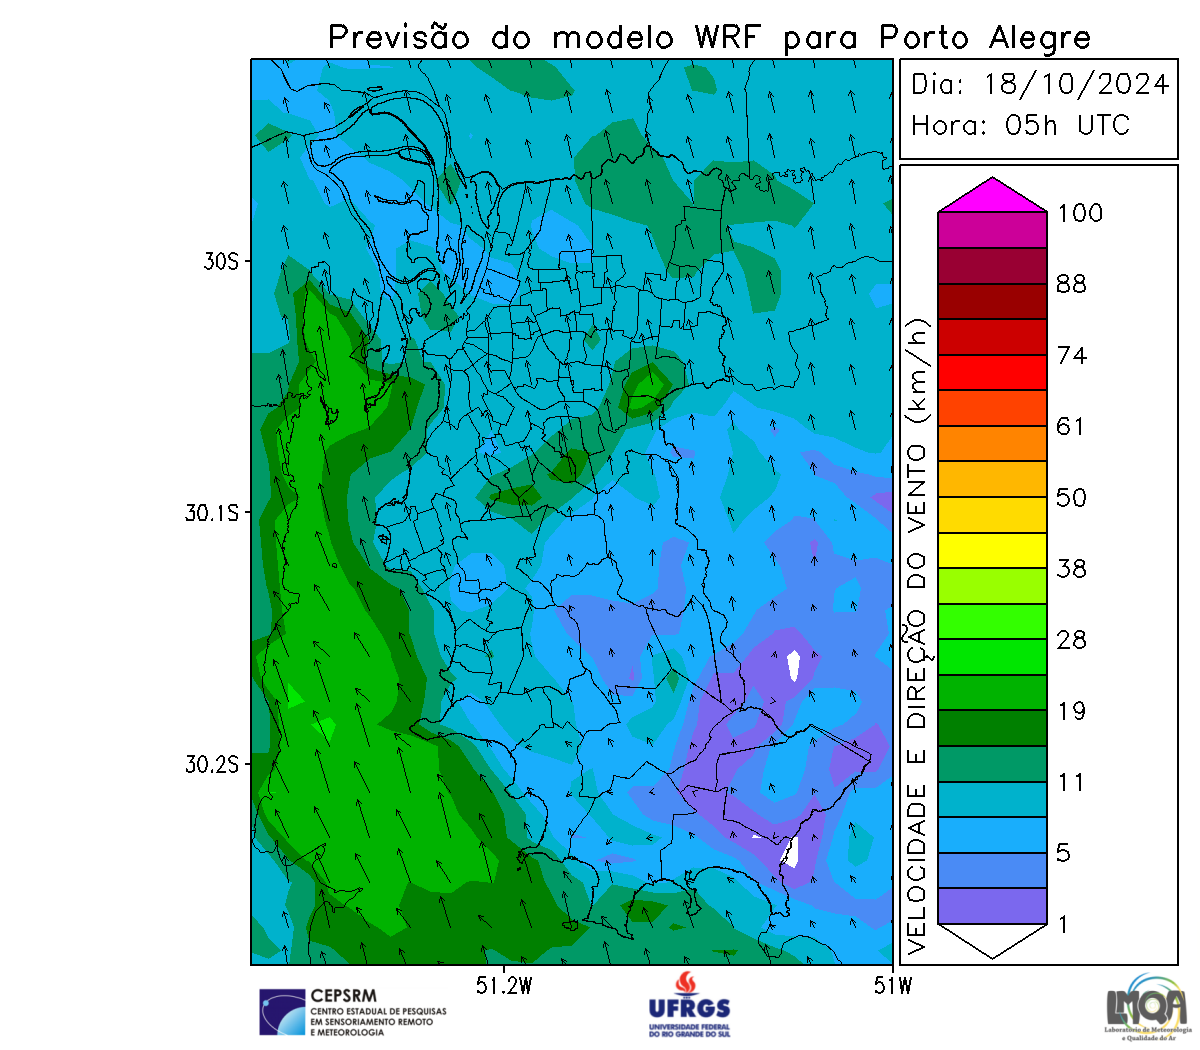 Previsão do modelo WRF para Porto Alegre
Dia: 18/10/2024
Hora: 05h UTC
30S
30.1S
30.2S
51.2W
51W
VELOCIDADE E DIREÇÃO DO VENTO (km/h)
100
88
74
61
50
38
28
19
11
5
1
CEPSRM
CENTRO ESTADUAL DE PESQUISAS
EM SENSORIAMENTO REMOTO
E METEOROLOGIA
UFRGS
UNIVERSIDADE FEDERAL
DO RIO GRANDE DO SUL
LMQA
Laboratório de Meteorologia
e Qualidade do Ar